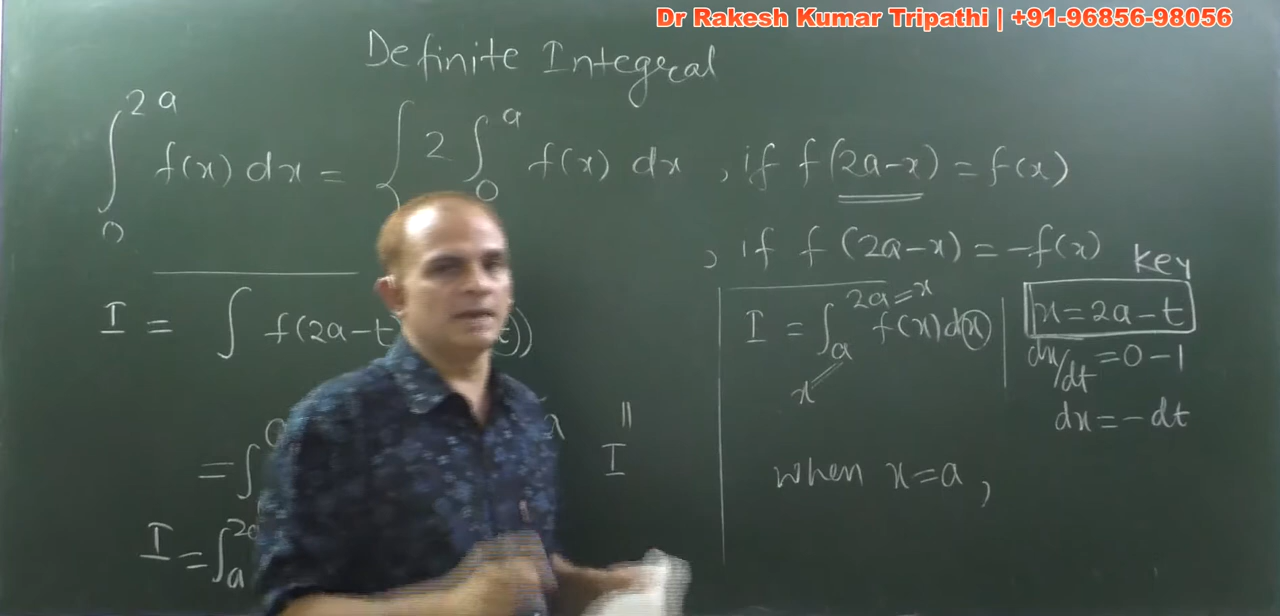 Dr Rakesh Kumar Tripathi | +91-96856-98056
Definite Integral
∫₀^{2a} f(x) dx = { 2 ∫₀^{a} f(x) dx , if f(2a-x) = f(x)
, if f (2a-x) = -f(x)
I = ∫ f(2a-t t))
= ∫
I
I = ∫ₐ^{2a}
I = ∫ₐ^{2a=x} f(x) dx
x
when x=a,
Key
x=2a-t
dx/dt = 0-1
dx=-dt